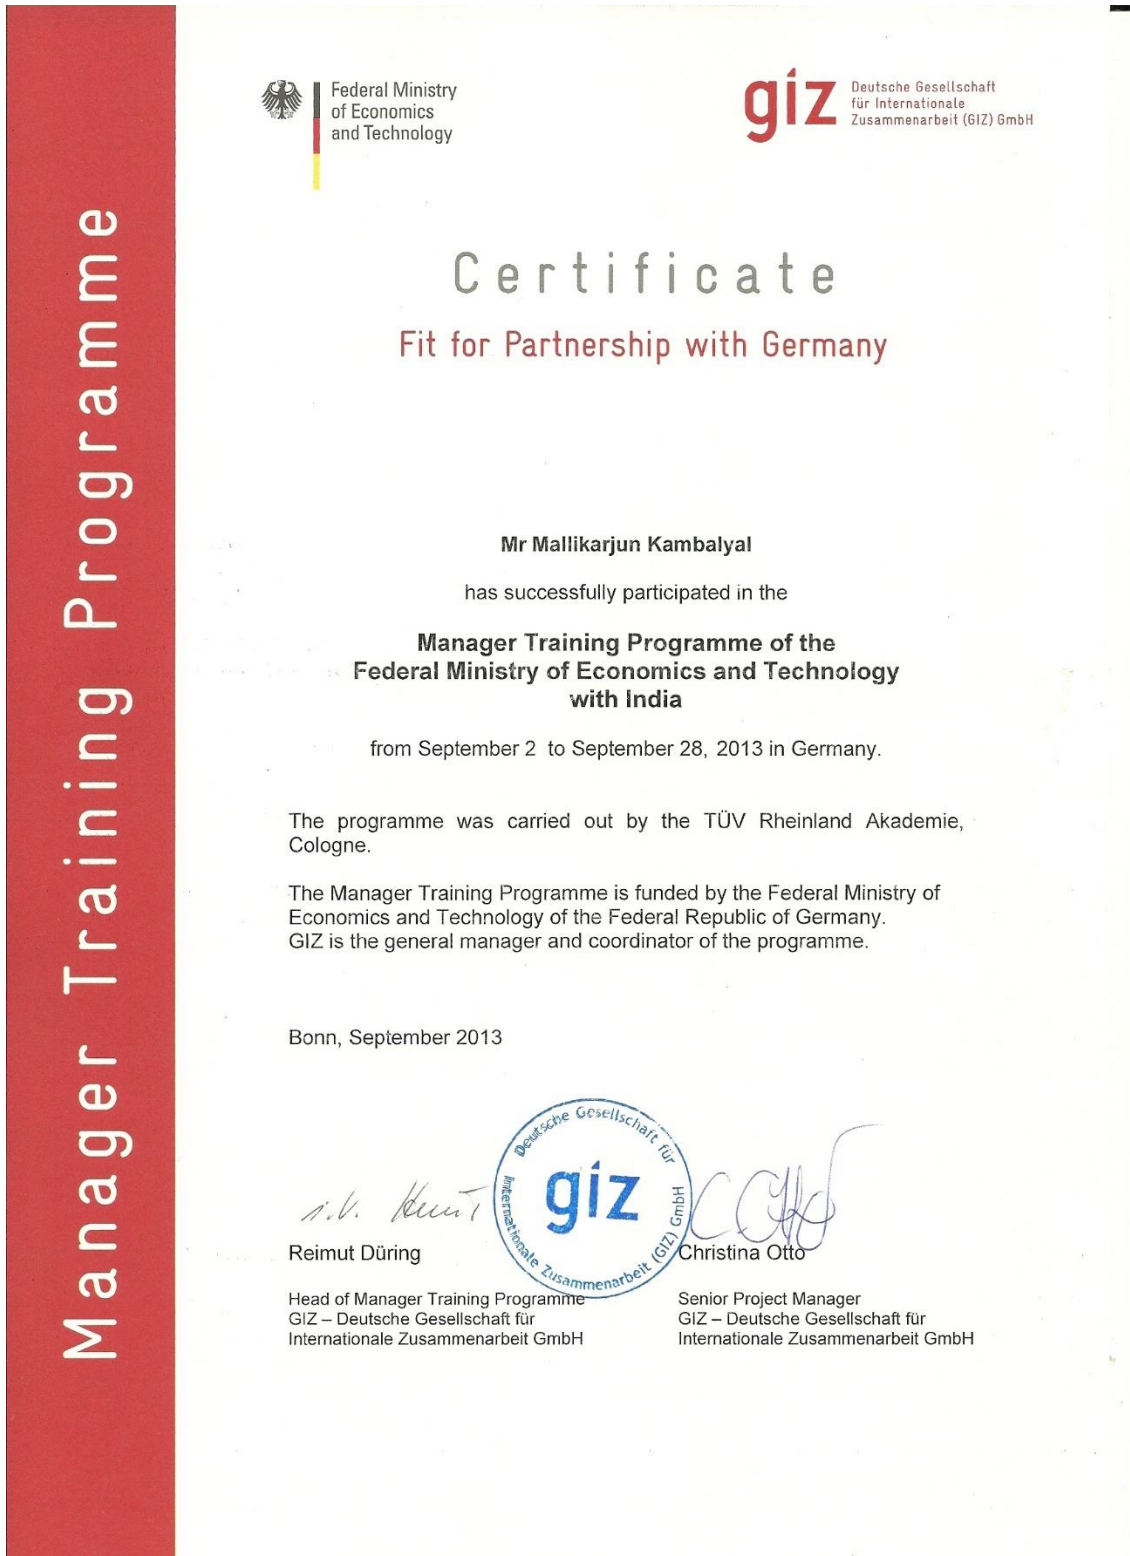 Manager Training Programme
Federal Ministry
of Economics
and Technology
giz
Deutsche Gesellschaft
für Internationale
Zusammenarbeit (GIZ) GmbH
Certificate
Fit for Partnership with Germany
Mr Mallikarjun Kambalyal
has successfully participated in the
Manager Training Programme of the
Federal Ministry of Economics and Technology
with India
from September 2 to September 28, 2013 in Germany.
The programme was carried out by the TÜV Rheinland Akademie,
Cologne.
The Manager Training Programme is funded by the Federal Ministry of
Economics and Technology of the Federal Republic of Germany.
GIZ is the general manager and coordinator of the programme.
Bonn, September 2013
Deutsche Gesellschaft für
Internationale Zusammenarbeit (GIZ) GmbH
giz
i.V.
Reimut Düring
Head of Manager Training Programme
GIZ – Deutsche Gesellschaft für
Internationale Zusammenarbeit GmbH
C Otto
Christina Otto
Senior Project Manager
GIZ – Deutsche Gesellschaft für
Internationale Zusammenarbeit GmbH